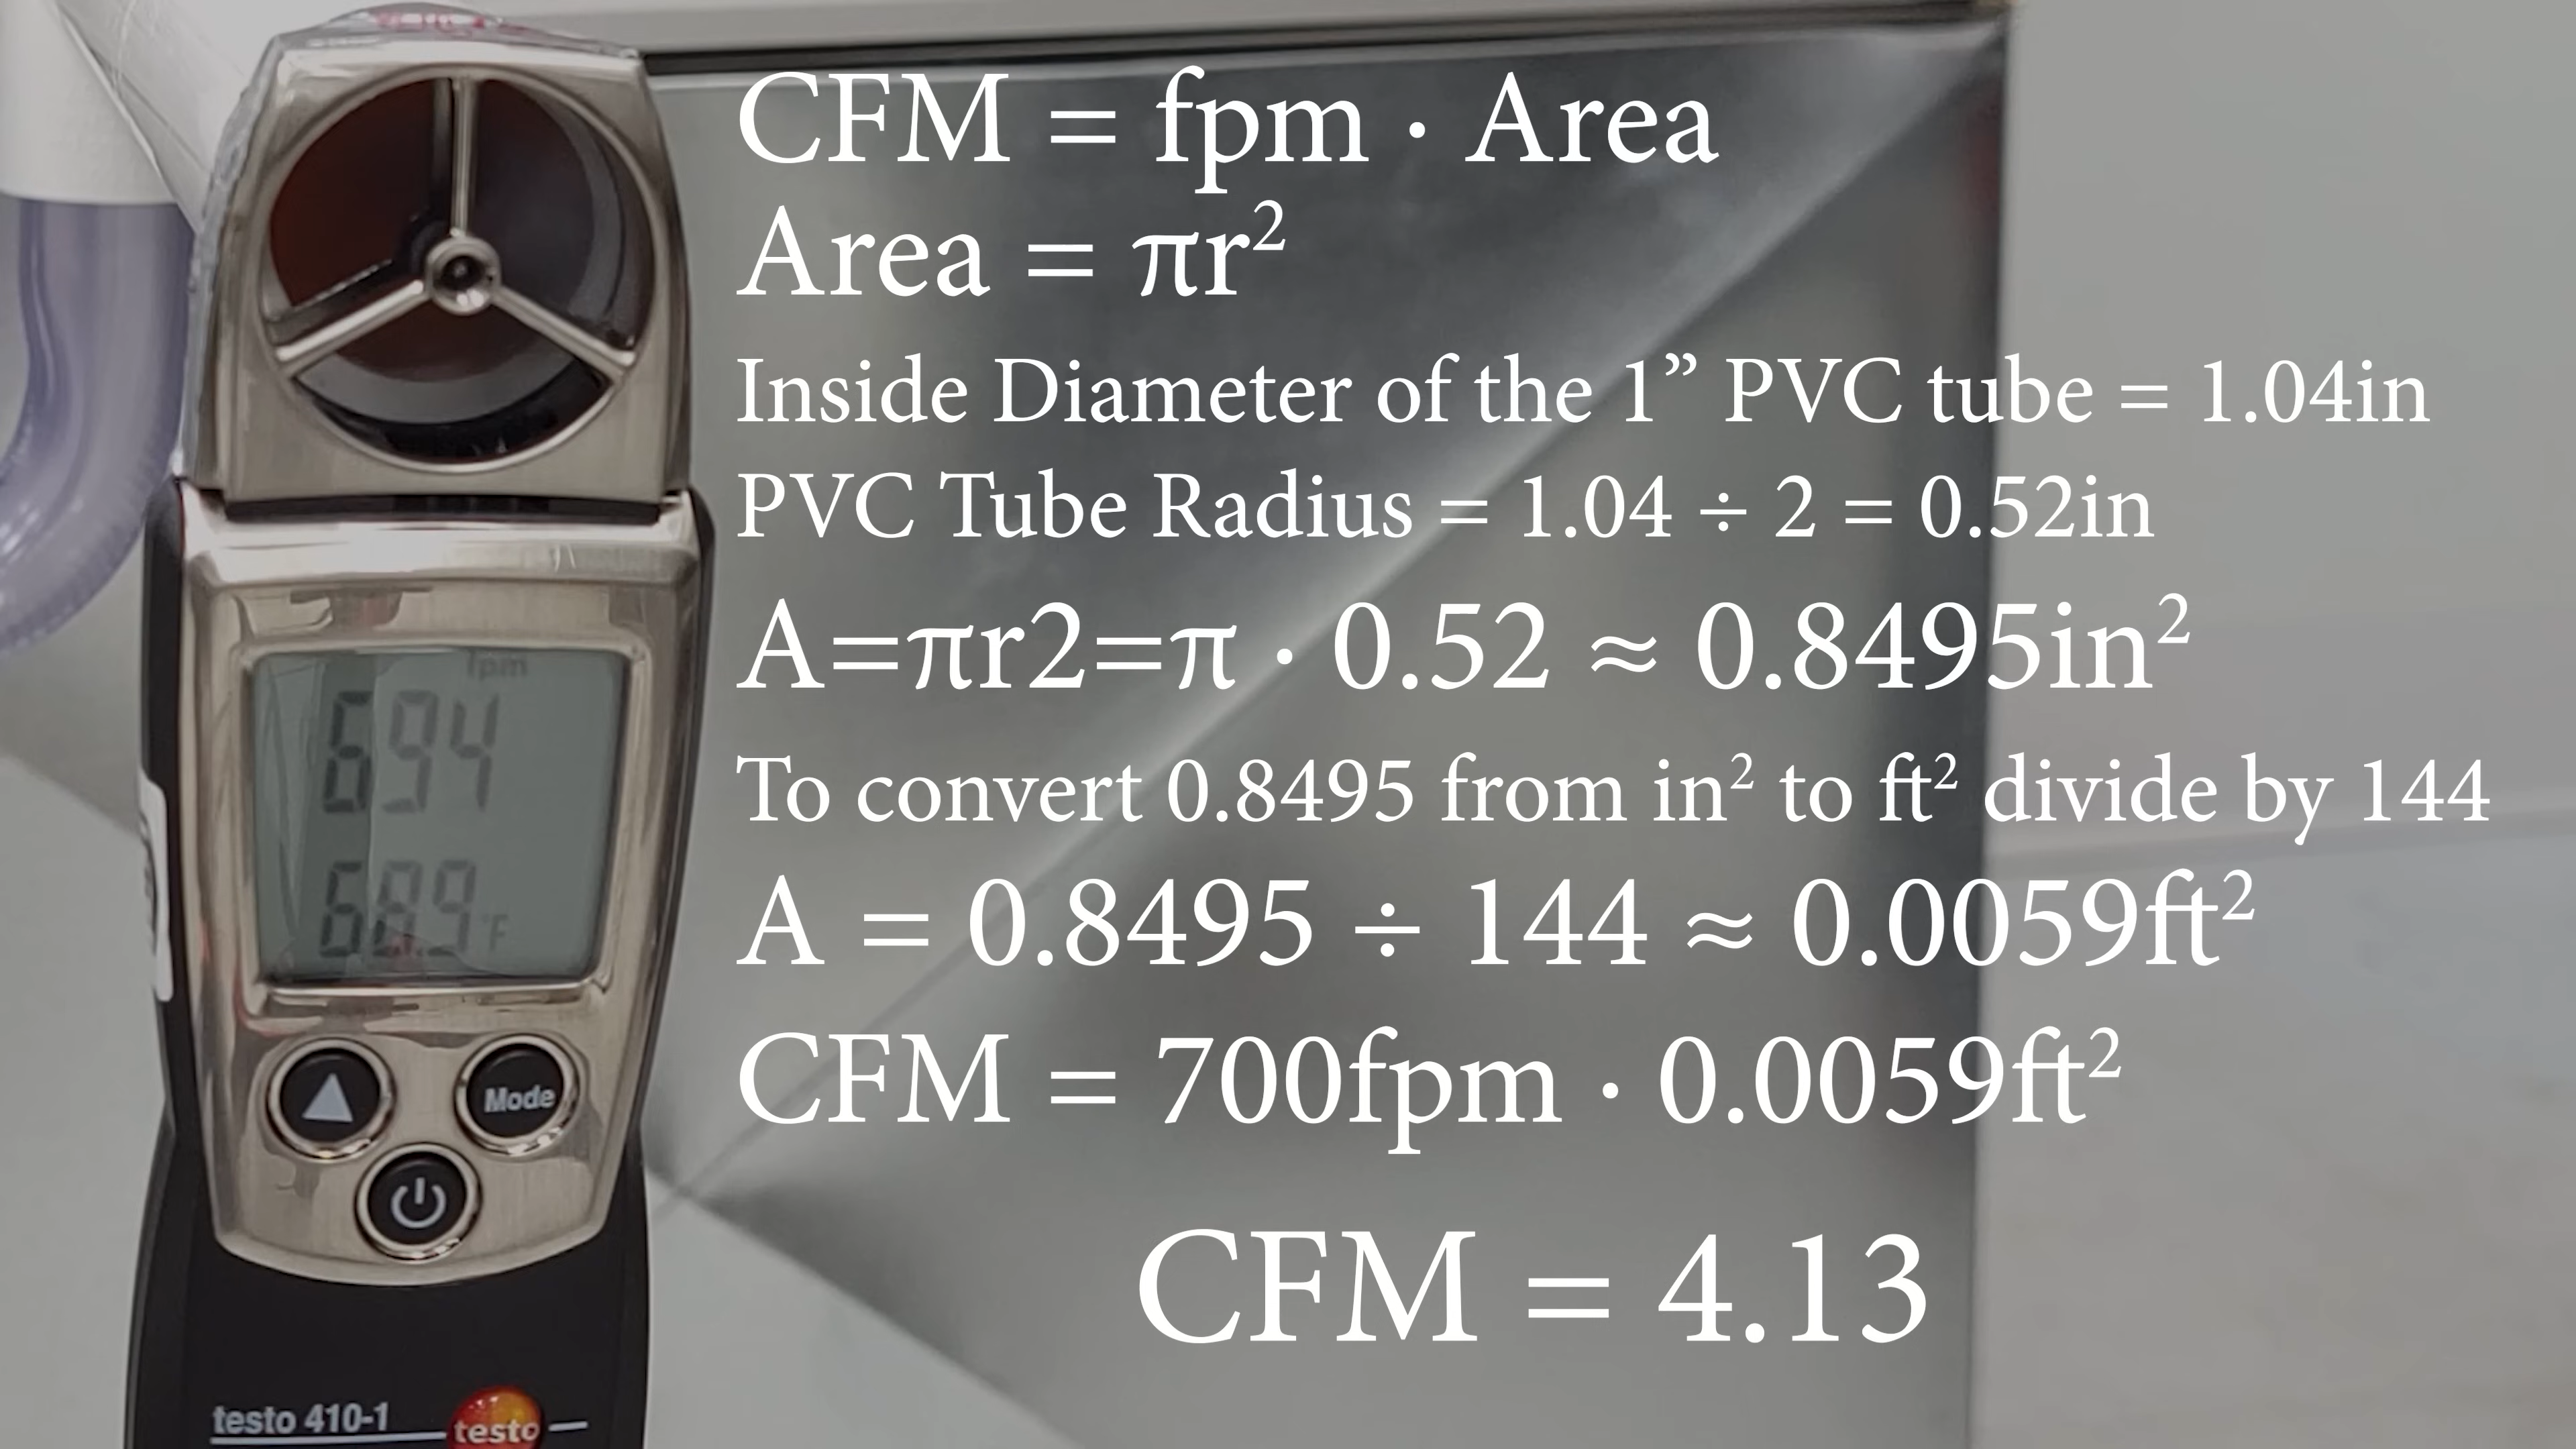 CFM = fpm · Area
Area = πr²
Inside Diameter of the 1” PVC tube = 1.04in
PVC Tube Radius = 1.04 ÷ 2 = 0.52in
A=πr2=π · 0.52 ≈ 0.8495in²
To convert 0.8495 from in² to ft² divide by 144
A = 0.8495 ÷ 144 ≈ 0.0059ft²
CFM = 700fpm · 0.0059ft²
CFM = 4.13
fpm
694
68.9 °F
Mode
testo 410-1
testo